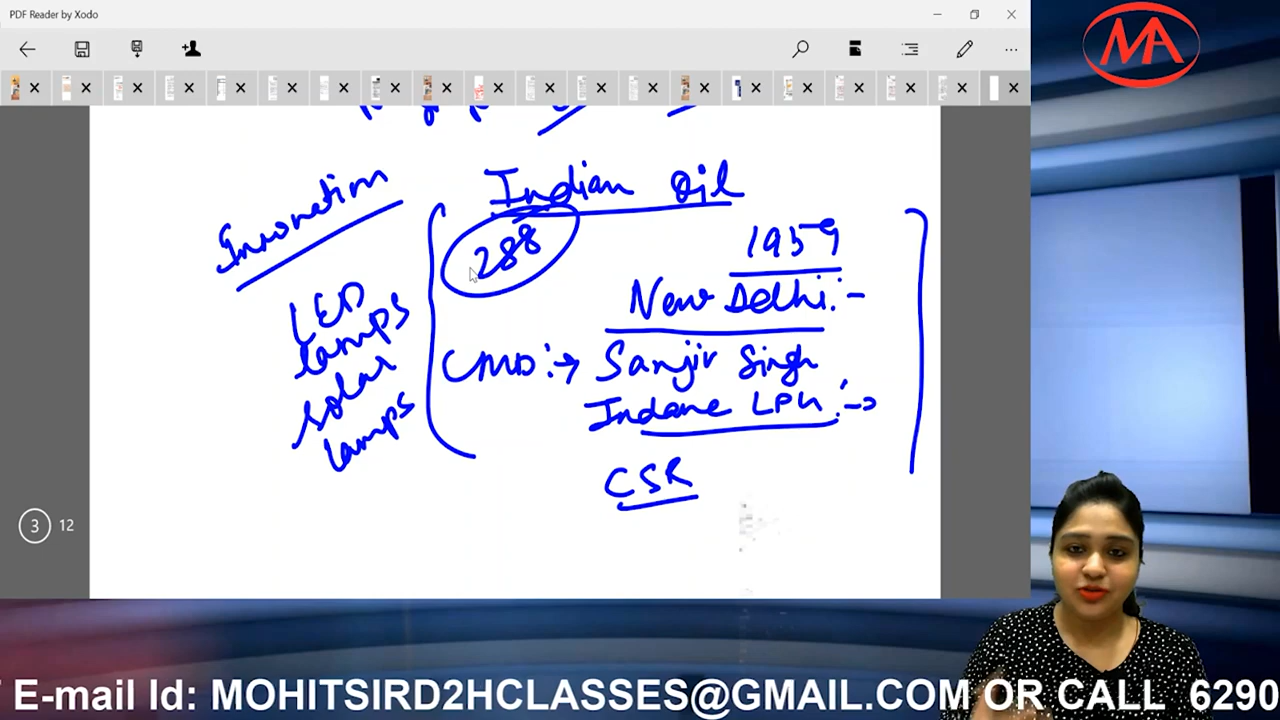 PDF Reader by Xodo
MA
Indian Oil
Innovation
288
1959
New Delhi:-
LED
lamps
solar
lamps
CMD:→ Sanjiv Singh
Indane LPG:→
CSR
3 12
E-mail Id: MOHITSIRD2HCLASSES@GMAIL.COM OR CALL 6290